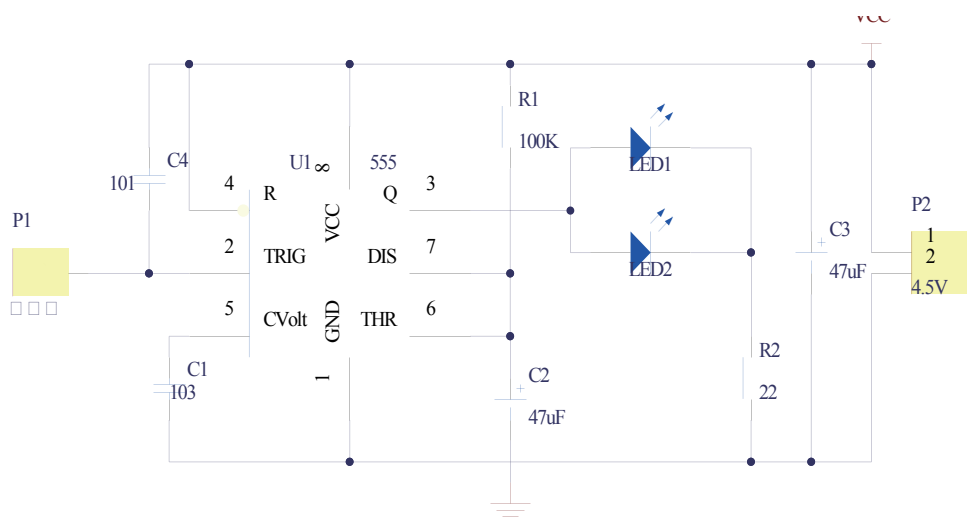 VCC
R1
100K
C4
101
U1
8
555
LED1
4
R
Q
3
VCC
P1
P2
1
2
4.5V
2
TRIG
DIS
7
LED2
C3
47uF
5
CVolt
GND
THR
6
C1
103
1
C2
47uF
R2
22